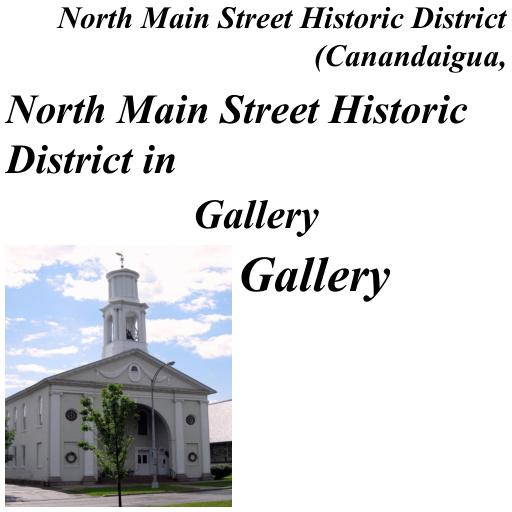 North Main Street Historic District
(Canandaigua,
North Main Street Historic
District in
Gallery
Gallery